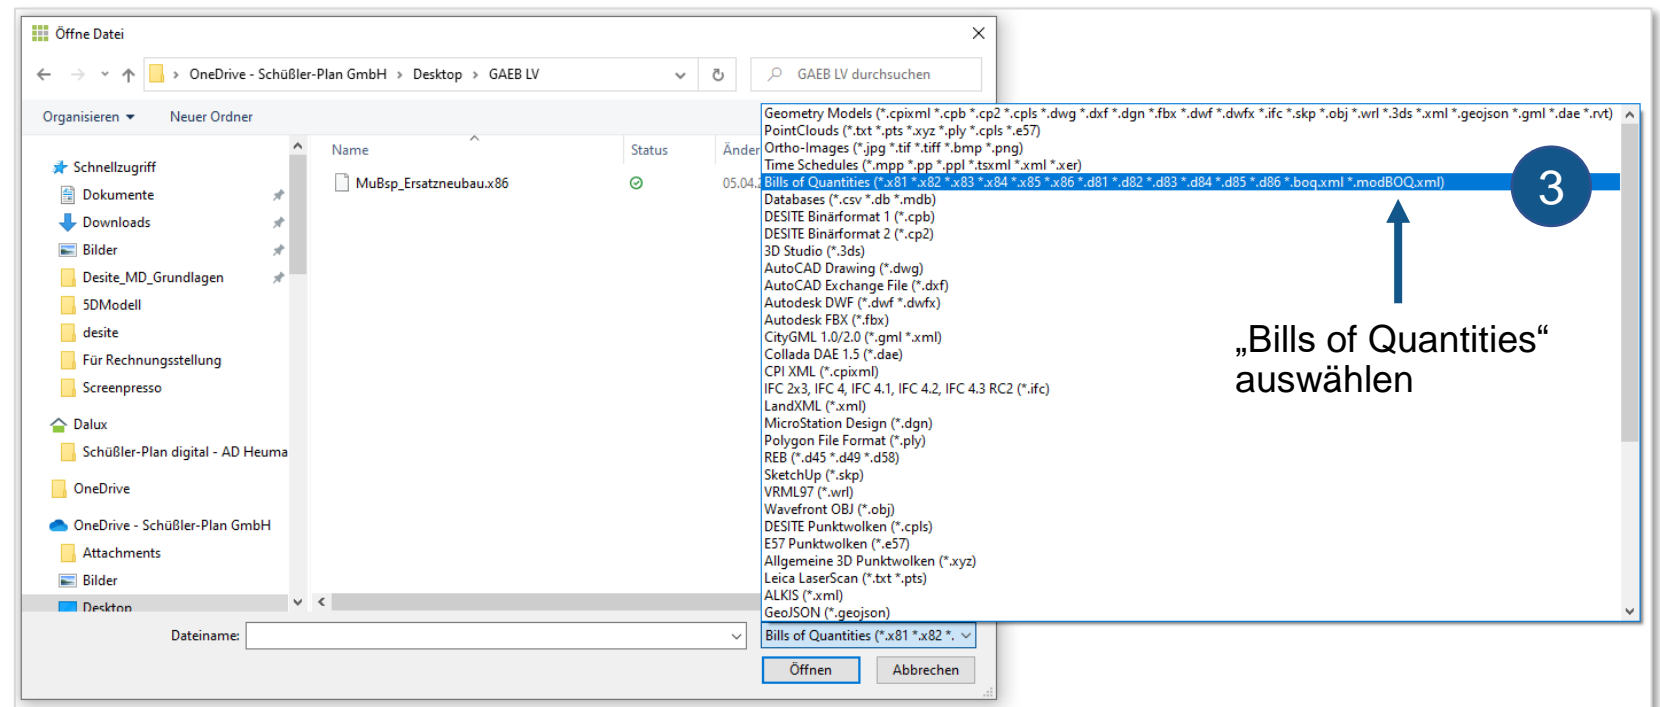 Öffne Datei
OneDrive - Schüßler-Plan GmbH › Desktop › GAEB LV
GAEB LV durchsuchen
Organisieren
Neuer Ordner
Schnellzugriff
Dokumente
Downloads
Bilder
Desite_MD_Grundlagen
5DModell
desite
Für Rechnungsstellung
Screenpresso
Dalux
Schüßler-Plan digital - AD Heuma
OneDrive
OneDrive - Schüßler-Plan GmbH
Attachments
Bilder
Desktop
Name
Status
Änder
MuBsp_Ersatzneubau.x86
05.04.2
Geometry Models (*.cpixml *.cpb *.cp2 *.cpls *.dwg *.dxf *.dgn *.fbx *.dwf *.dwfx *.ifc *.skp *.obj *.wrl *.3ds *.xml *.geojson *.gml *.dae *.rvt)
PointClouds (*.txt *.pts *.xyz *.ply *.cpls *.e57)
Ortho-Images (*.jpg *.tif *.tiff *.bmp *.png)
Time Schedules (*.mpp *.pp *.ppl *.tsxml *.xml *.xer)
Bills of Quantities (*.x81 *.x82 *.x83 *.x84 *.x85 *.x86 *.d81 *.d82 *.d83 *.d84 *.d85 *.d86 *.boq.xml *.modBOQ.xml)
Databases (*.csv *.db *.mdb)
DESITE Binärformat 1 (*.cpb)
DESITE Binärformat 2 (*.cp2)
3D Studio (*.3ds)
AutoCAD Drawing (*.dwg)
AutoCAD Exchange File (*.dxf)
Autodesk DWF (*.dwf *.dwfx)
Autodesk FBX (*.fbx)
CityGML 1.0/2.0 (*.gml *.xml)
Collada DAE 1.5 (*.dae)
CPI XML (*.cpixml)
IFC 2x3, IFC 4, IFC 4.1, IFC 4.2, IFC 4.3 RC2 (*.ifc)
LandXML (*.xml)
MicroStation Design (*.dgn)
Polygon File Format (*.ply)
REB (*.d45 *.d49 *.d58)
SketchUp (*.skp)
VRML97 (*.wrl)
Wavefront OBJ (*.obj)
DESITE Punktwolken (*.cpls)
E57 Punktwolken (*.e57)
Allgemeine 3D Punktwolken (*.xyz)
Leica LaserScan (*.txt *.pts)
ALKIS (*.xml)
GeoJSON (*.geojson)
3
„Bills of Quantities“
auswählen
Dateiname:
Bills of Quantities (*.x81 *.x82 *.
Öffnen
Abbrechen